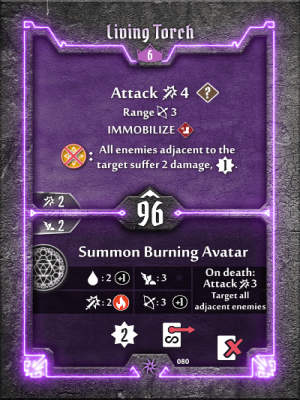 Living Torch
6
Attack 4 ?
Range 3
IMMOBILIZE
: All enemies adjacent to the
target suffer 2 damage, 1.
2
96
2
Summon Burning Avatar
: 2 +1 : 3
: 2 : 3 +1
On death:
Attack 3
Target all
adjacent enemies
2
080